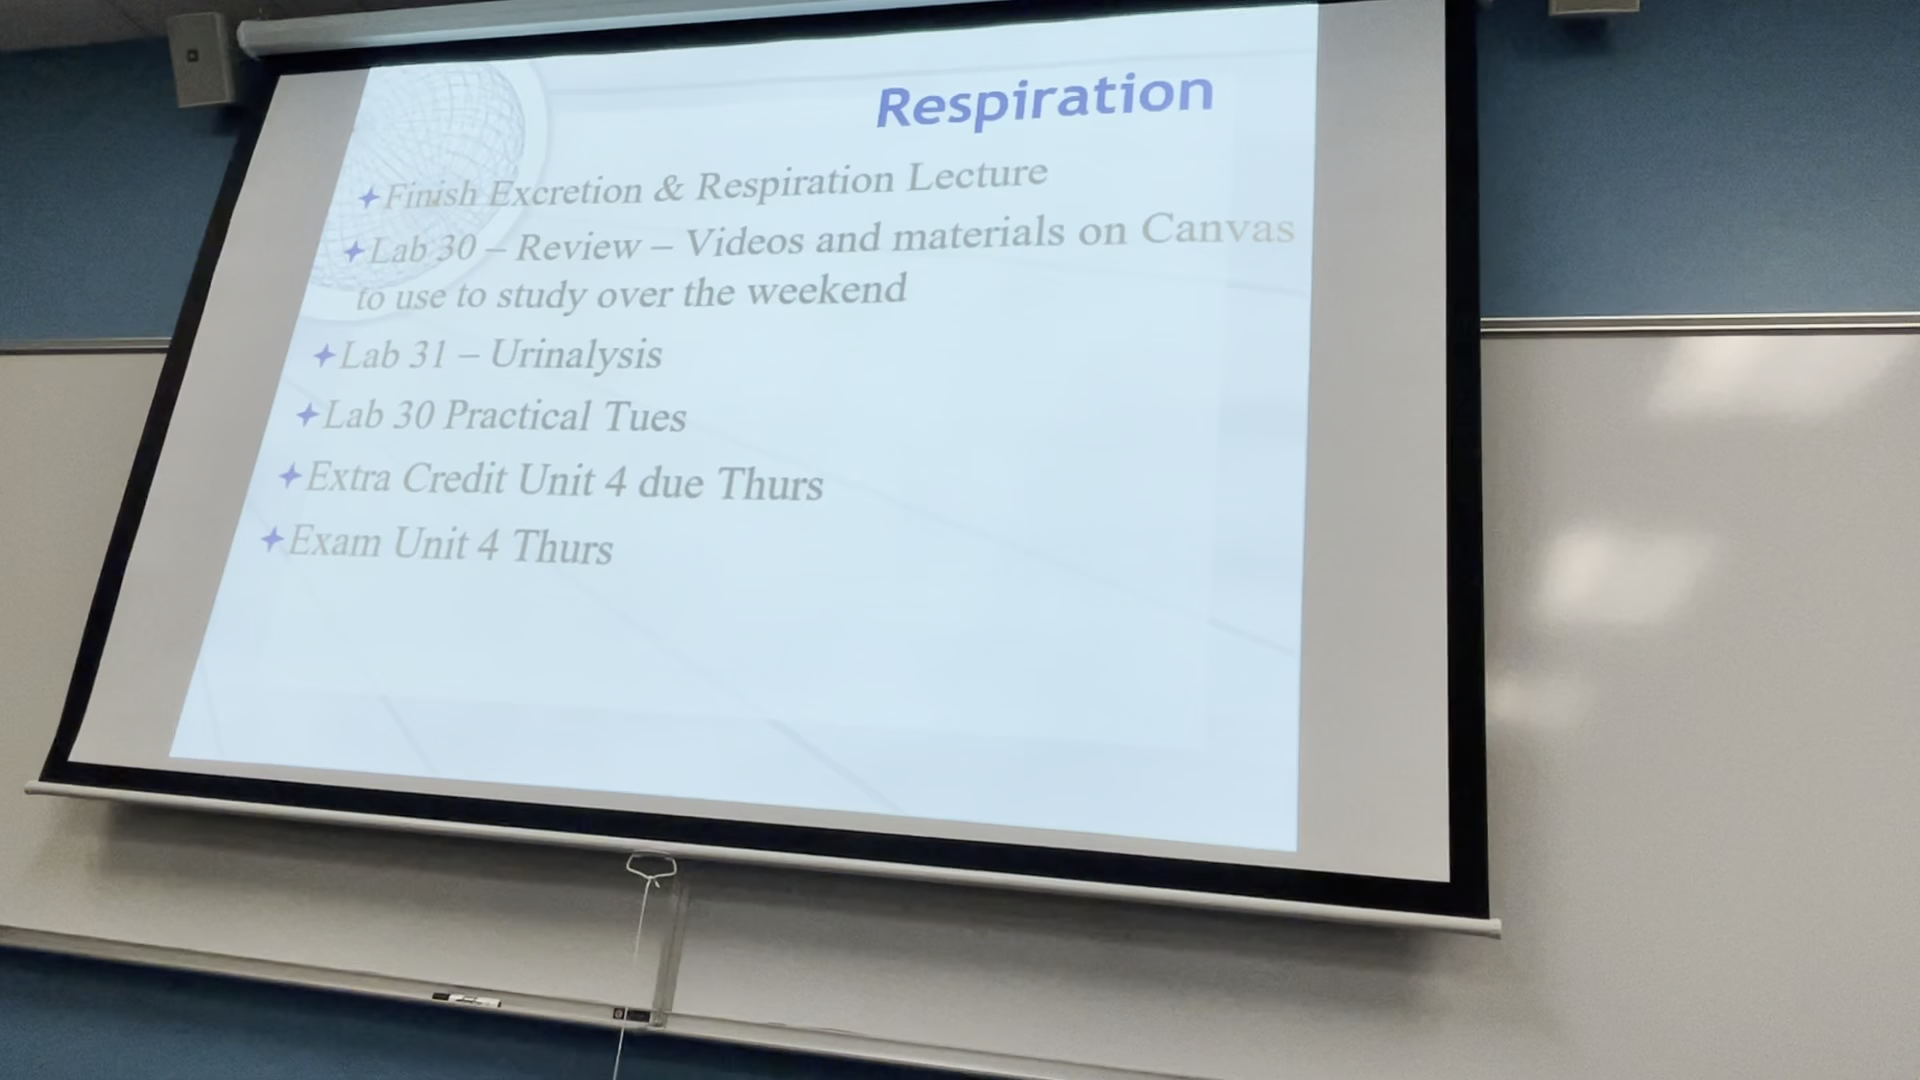 Respiration
Finish Excretion & Respiration Lecture
Lab 30 – Review – Videos and materials on Canvas
to use to study over the weekend
Lab 31 – Urinalysis
Lab 30 Practical Tues
Extra Credit Unit 4 due Thurs
Exam Unit 4 Thurs